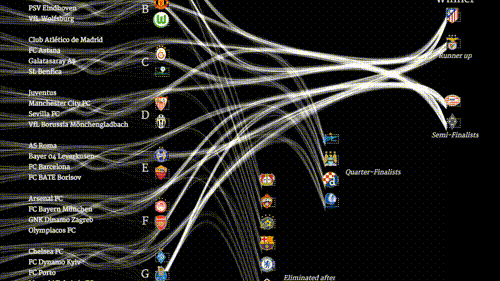 Winner
PSV Eindhoven
B
VfL Wolfsburg
Runner up
Club Atlético de Madrid
FC Astana
C
Galatasaray AŞ
SL Benfica
Juventus
Manchester City FC
D
Sevilla FC
VfL Borussia Mönchengladbach
Semi-Finalists
AS Roma
Bayer 04 Leverkusen
E
FC Barcelona
FC BATE Borisov
Quarter-Finalists
Arsenal FC
FC Bayern München
F
GNK Dinamo Zagreb
Olympiacos FC
Chelsea FC
FC Dynamo Kyiv
G
FC Porto
Eliminated after